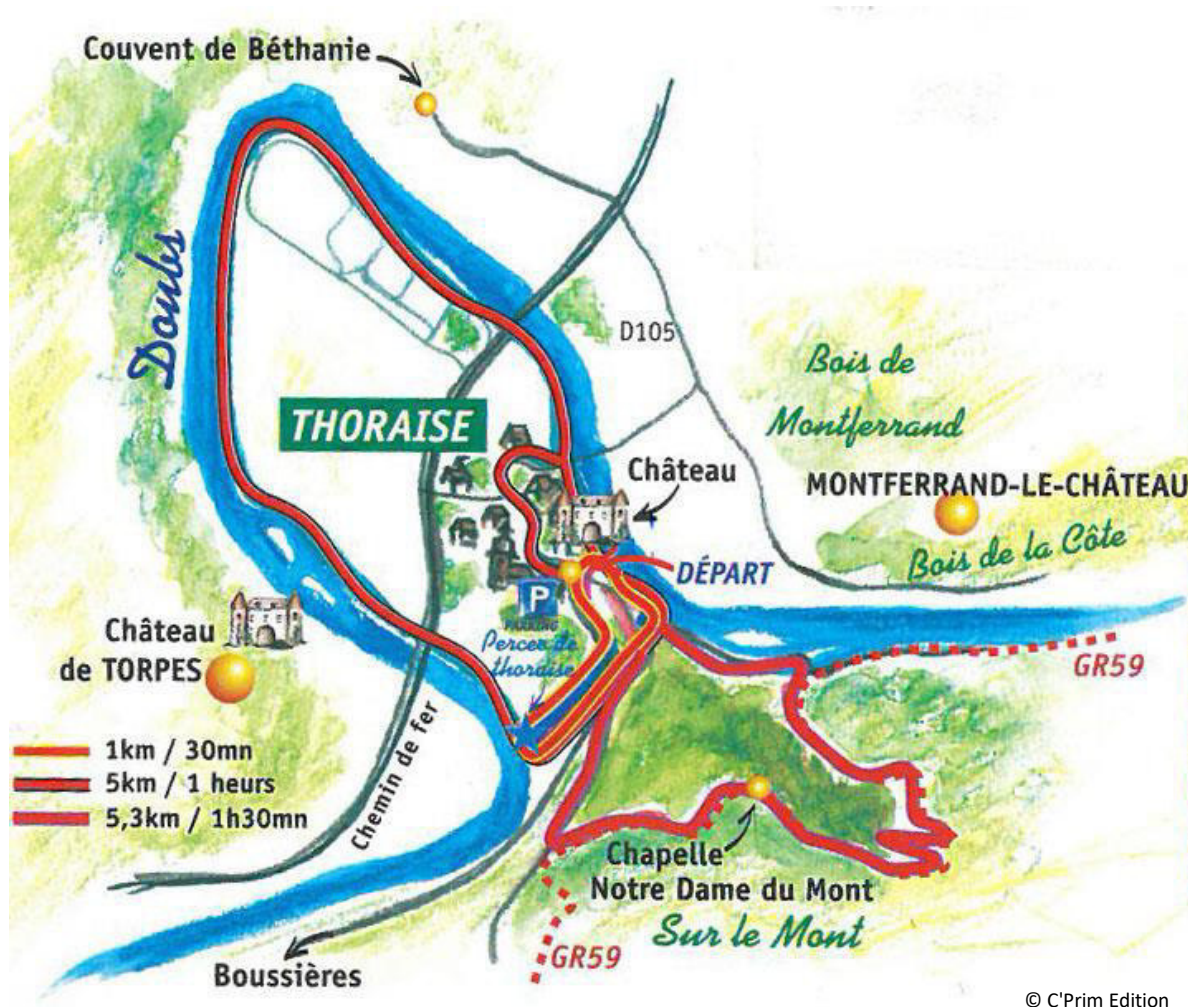 Couvent de Béthanie
Doubs
D105
Bois de
Montferrand
THORAISE
Château
MONTFERRAND-LE-CHÂTEAU
Bois de la Côte
DÉPART
P
PARKING
Percée de
thoraise
Château
de TORPES
GR59
1km / 30mn
5km / 1 heurs
5,3km / 1h30mn
Chemin de fer
Chapelle
Notre Dame du Mont
Sur le Mont
GR59
Boussières
© C'Prim Edition